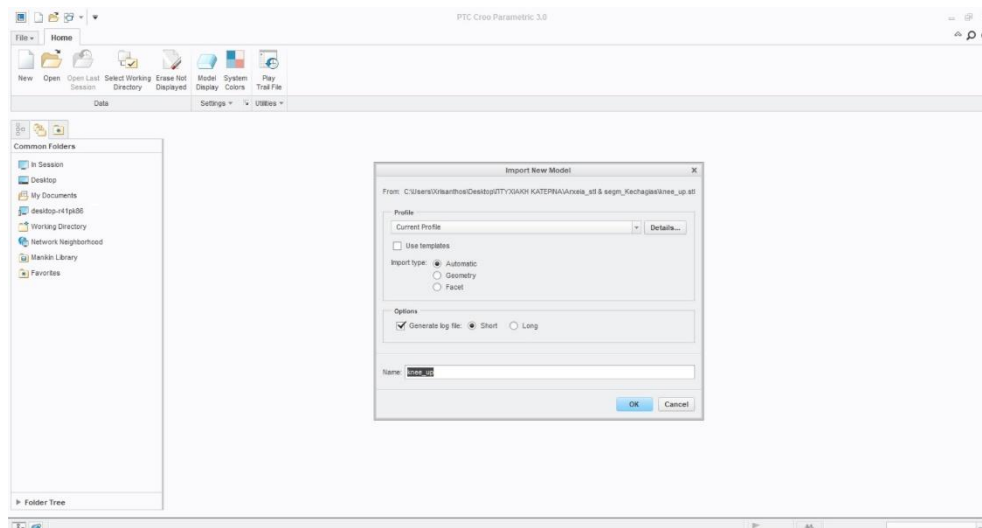 PTC Creo Parametric 3.0
File Home
New Open Open Last Session Select Working Directory Erase Not Displayed Model Display System Colors Play Trail File
Data Settings Utilities
Common Folders
In Session
Desktop
My Documents
desktop-r41pk86
Working Directory
Network Neighborhood
Manikin Library
Favorites
Folder Tree
Import New Model
From: C:\Users\Xrisanthos\Desktop\ΠΤΥΧΙΑΚΗ ΚΑΤΕΡΙΝΑ\Arxeia_stl & segm_Kechagias\knee_up.stl
Profile
Current Profile Details...
Use templates
Import type: Automatic
Geometry
Facet
Options
Generate log file: Short Long
Name: knee_up
OK Cancel